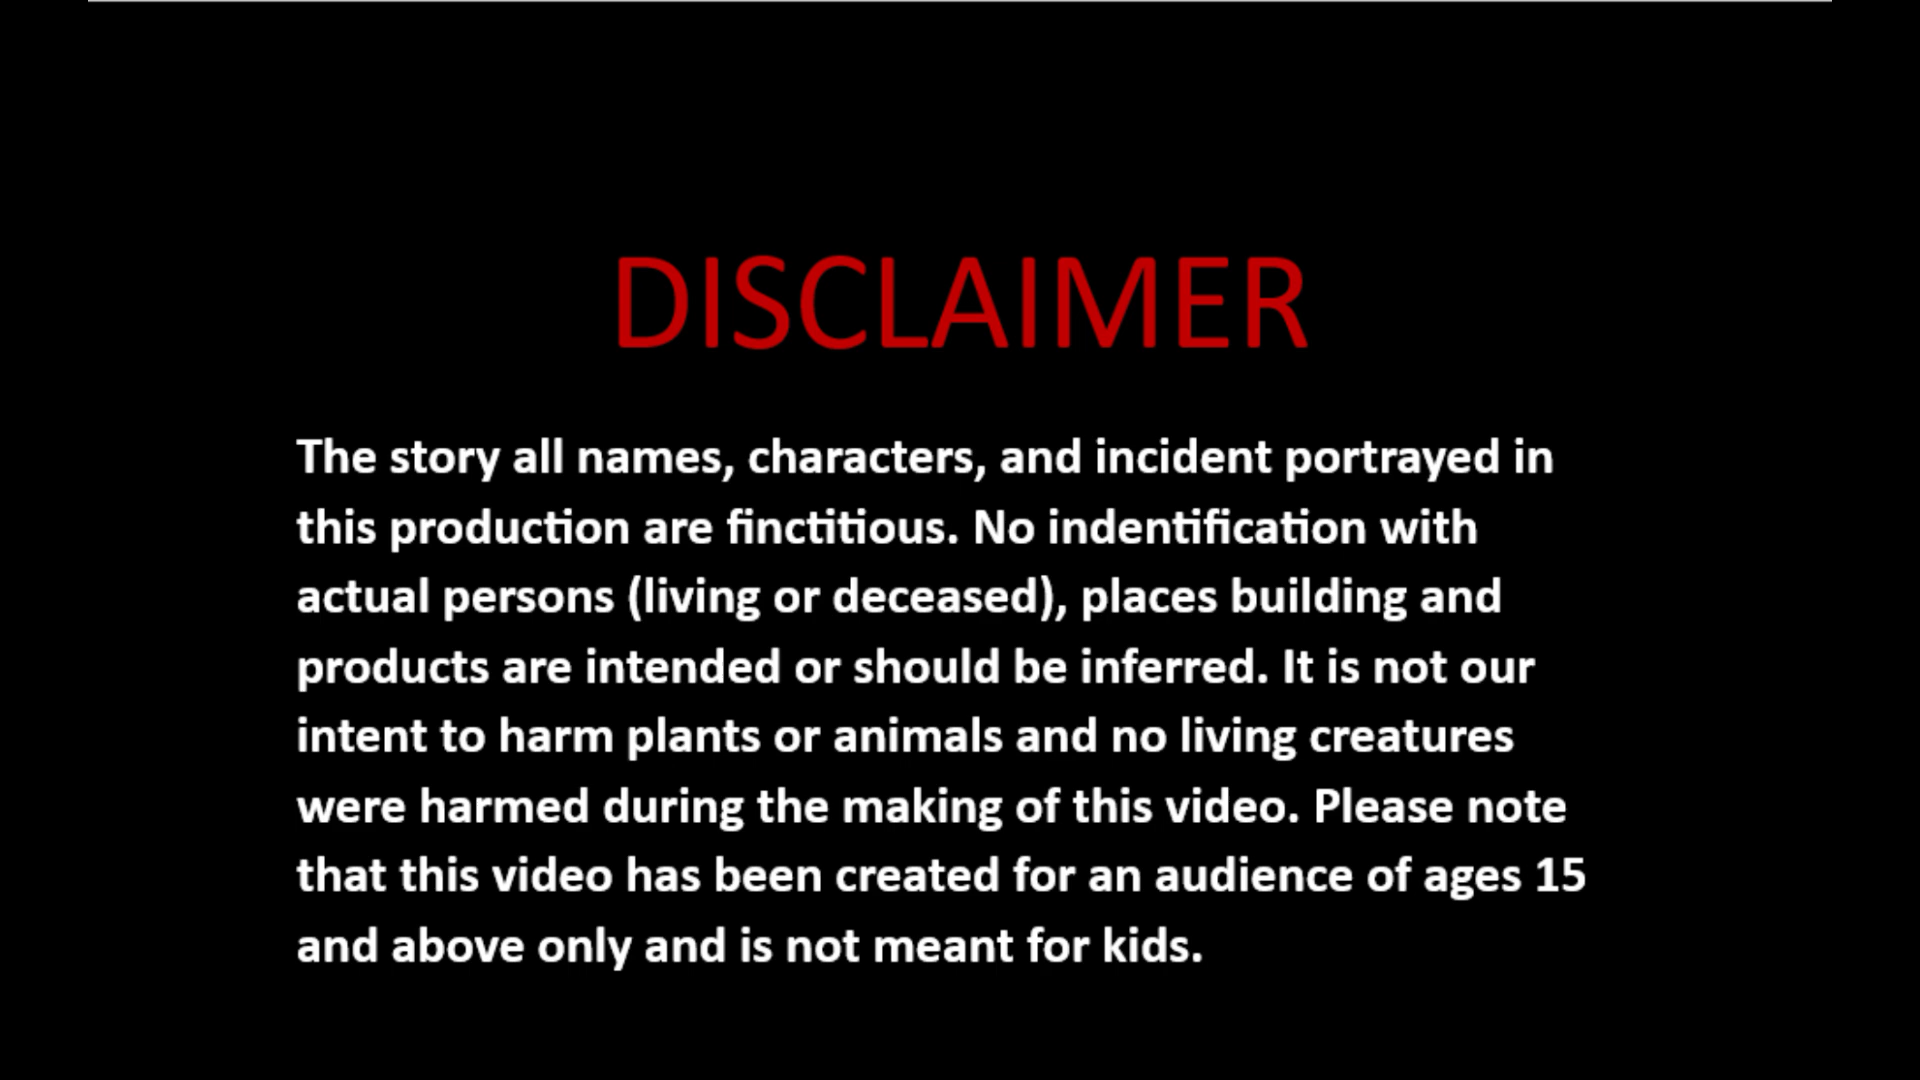 DISCLAIMER
The story all names, characters, and incident portrayed in
this production are finctitious. No indentification with
actual persons (living or deceased), places building and
products are intended or should be inferred. It is not our
intent to harm plants or animals and no living creatures
were harmed during the making of this video. Please note
that this video has been created for an audience of ages 15
and above only and is not meant for kids.